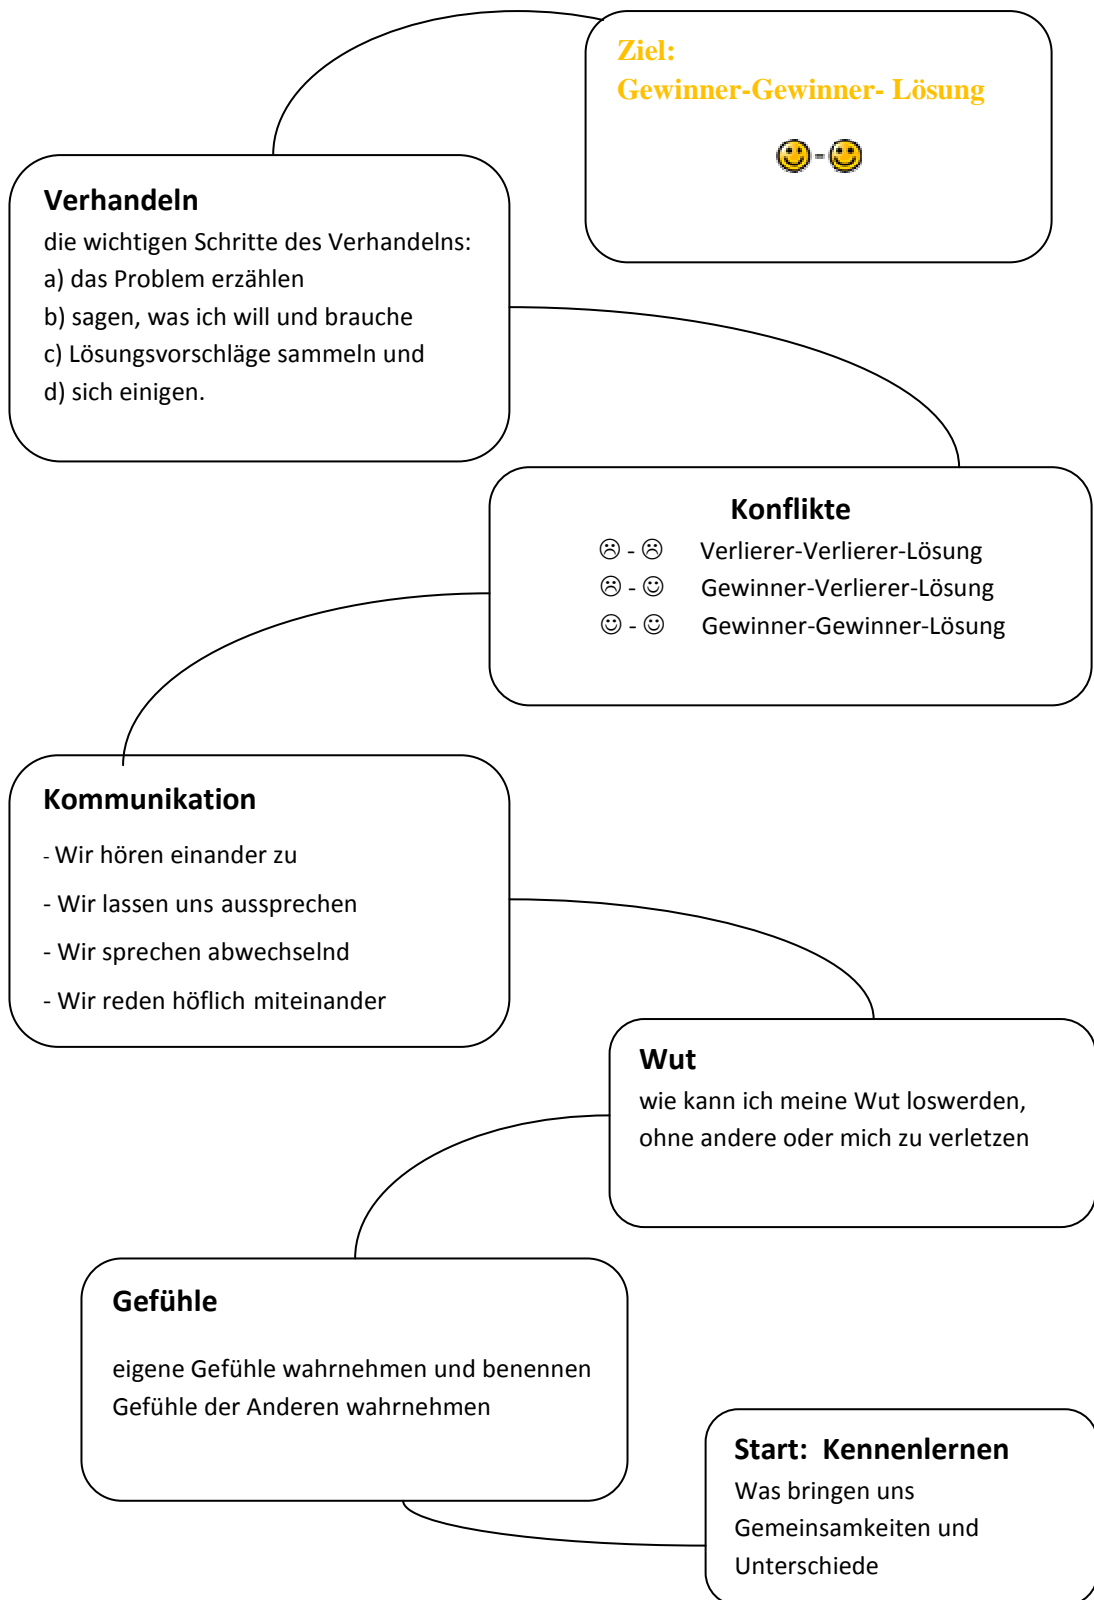 Ziel:
Gewinner-Gewinner- Lösung
☺-☺
Verhandeln
die wichtigen Schritte des Verhandelns:
a) das Problem erzählen
b) sagen, was ich will und brauche
c) Lösungsvorschläge sammeln und
d) sich einigen.
Konflikte
☹ - ☹ Verlierer-Verlierer-Lösung
☹ - ☺ Gewinner-Verlierer-Lösung
☺ - ☺ Gewinner-Gewinner-Lösung
Kommunikation
- Wir hören einander zu
- Wir lassen uns aussprechen
- Wir sprechen abwechselnd
- Wir reden höflich miteinander
Wut
wie kann ich meine Wut loswerden,
ohne andere oder mich zu verletzen
Gefühle
eigene Gefühle wahrnehmen und benennen
Gefühle der Anderen wahrnehmen
Start: Kennenlernen
Was bringen uns
Gemeinsamkeiten und
Unterschiede